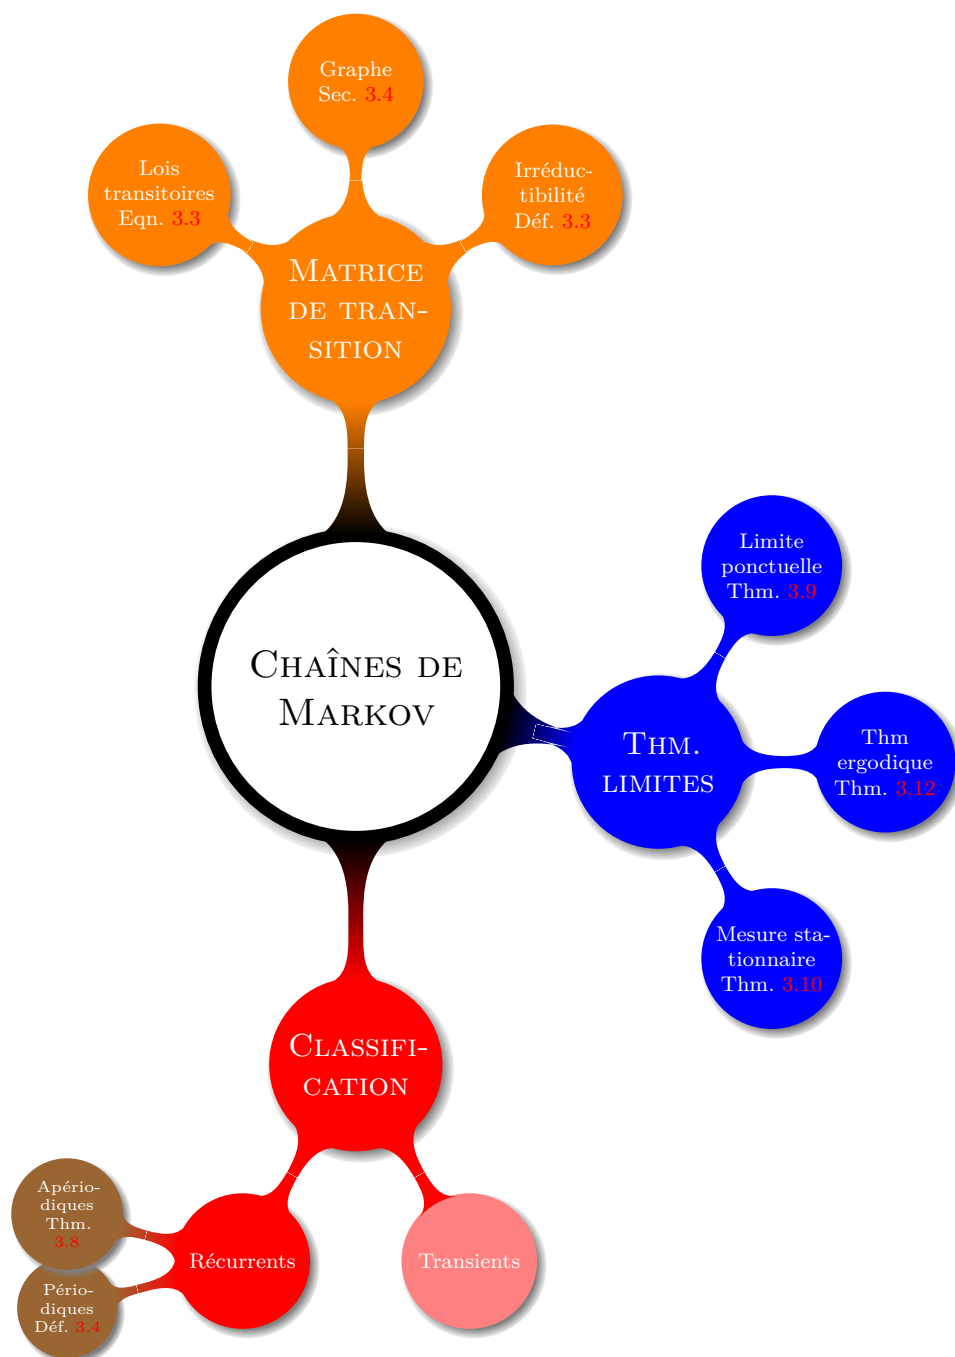 Graphe
Sec. 3.4
Lois
transitoires
Eqn. 3.3
Irréduc-
tibilité
Déf. 3.3
MATRICE
DE TRAN-
SITION
Limite
ponctuelle
Thm. 3.9
CHAÎNES DE
MARKOV
THM.
LIMITES
Thm
ergodique
Thm. 3.12
Mesure sta-
tionnaire
Thm. 3.10
CLASSIFI-
CATION
Apério-
diques
Thm.
3.8
Récurrents
Transients
Pério-
diques
Déf. 3.4